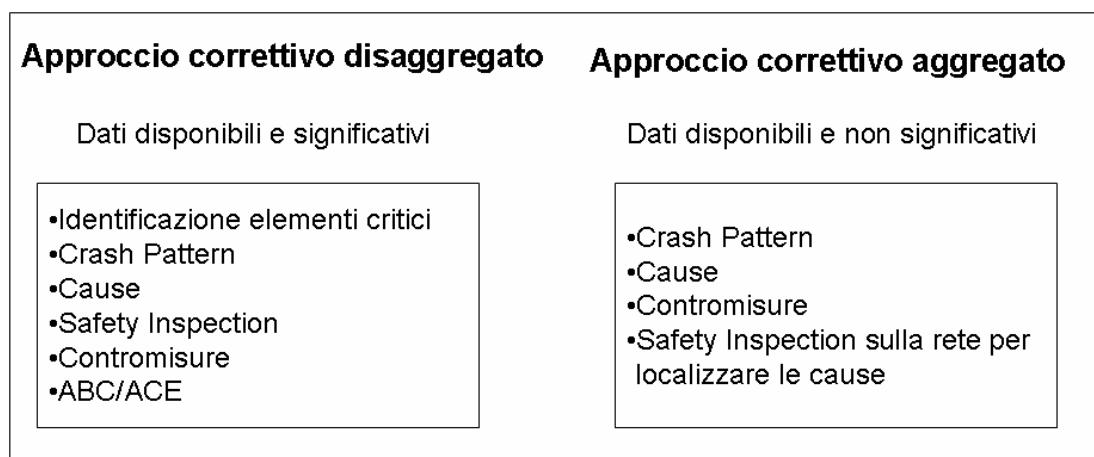 Approccio correttivo disaggregato
Dati disponibili e significativi
•Identificazione elementi critici
•Crash Pattern
•Cause
•Safety Inspection
•Contromisure
•ABC/ACE
Approccio correttivo aggregato
Dati disponibili e non significativi
•Crash Pattern
•Cause
•Contromisure
•Safety Inspection sulla rete per
localizzare le cause